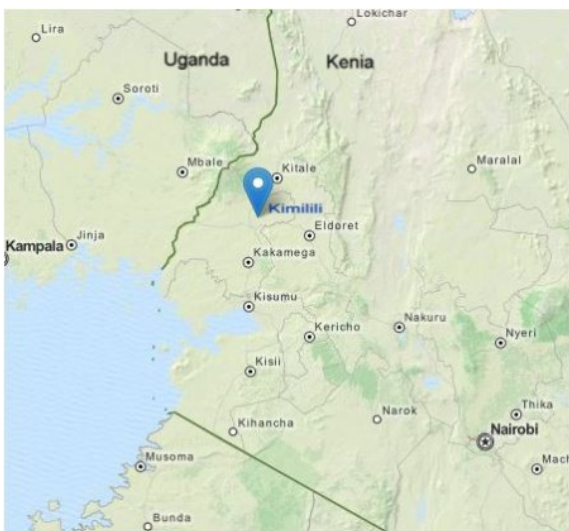 Lokichar
Lira
Uganda
Kenia
Soroti
Mbale
Kitale
Maralal
Kimilili
Eldoret
Jinja
Kampala
Kakamega
Kisumu
Kericho
Nakuru
Nyeri
Kisii
Thika
Narok
Kihancha
Nairobi
Musoma
Mach
Bunda